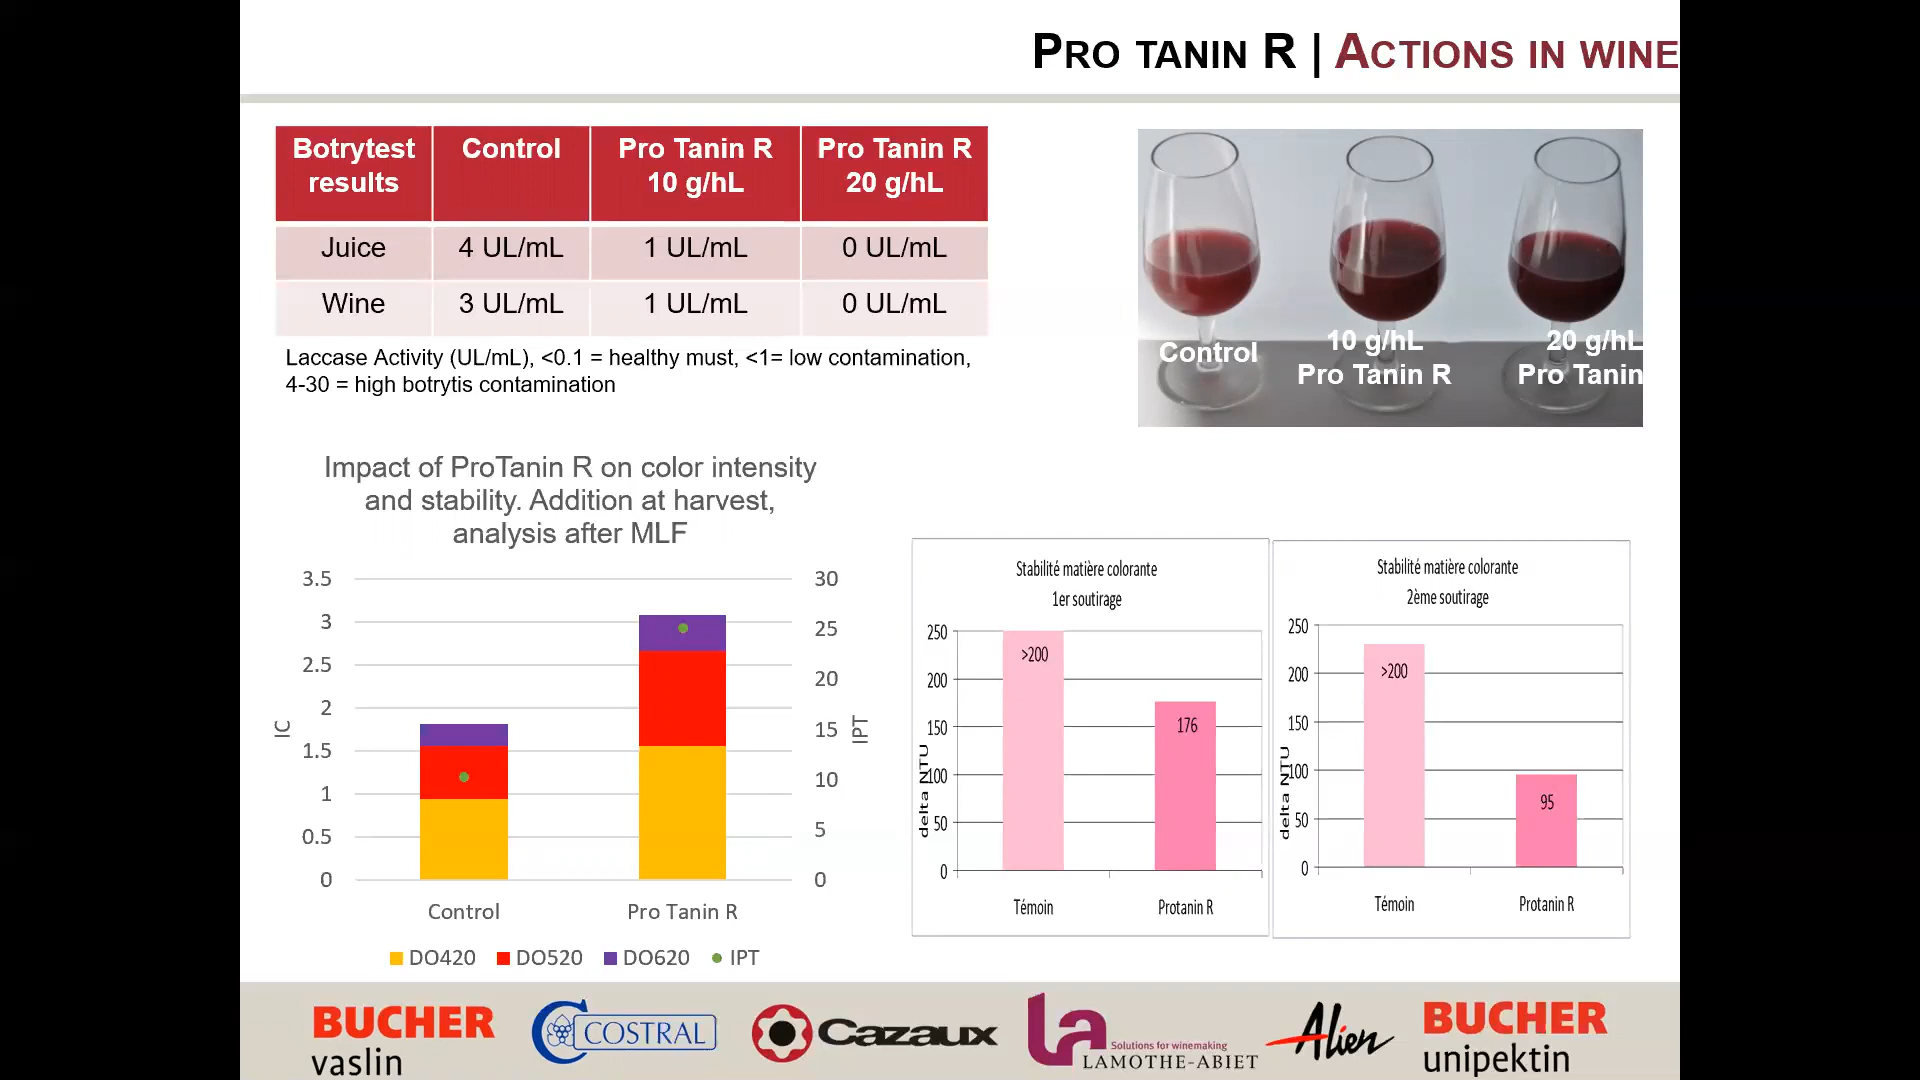 PRO TANIN R | ACTIONS IN WINE
Botrytest results Control Pro Tanin R 10 g/hL Pro Tanin R 20 g/hL
Juice 4 UL/mL 1 UL/mL 0 UL/mL
Wine 3 UL/mL 1 UL/mL 0 UL/mL
Laccase Activity (UL/mL), <0.1 = healthy must, <1= low contamination,
4-30 = high botrytis contamination
Control
10 g/hL
Pro Tanin R
20 g/hL
Pro Tanin
Impact of ProTanin R on color intensity
and stability. Addition at harvest,
analysis after MLF
3.5
3
2.5
2
1.5
1
0.5
0
IC
30
25
20
15
10
5
0
IPT
Control Pro Tanin R
DO420 DO520 DO620 IPT
Stabilité matière colorante
1er soutirage
250
200
150
100
50
0
delta NTU
>200
176
Témoin Protanin R
Stabilité matière colorante
2ème soutirage
250
200
150
100
50
0
delta NTU
>200
95
Témoin Protanin R
BUCHER
vaslin
COSTRAL
Cazaux
La
Solutions for winemaking
LAMOTHE-ABIET
Alien
BUCHER
unipektin